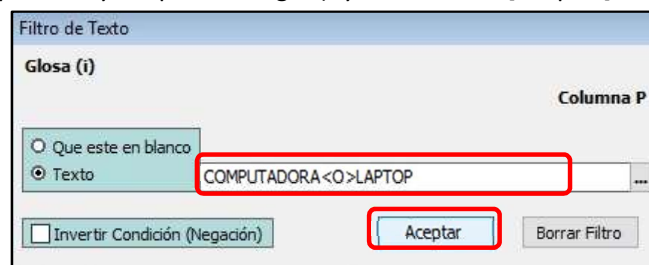 Filtro de Texto
Glosa (i)
Columna P
Que este en blanco
Texto
COMPUTADORA<O>LAPTOP
...
Invertir Condición (Negación)
Aceptar
Borrar Filtro